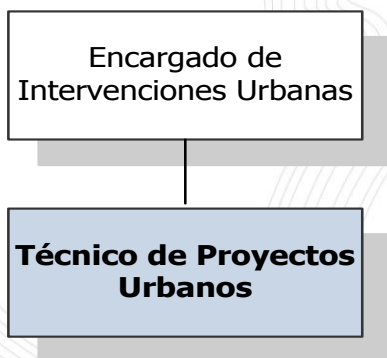 Encargado de
Intervenciones Urbanas
Técnico de Proyectos
Urbanos